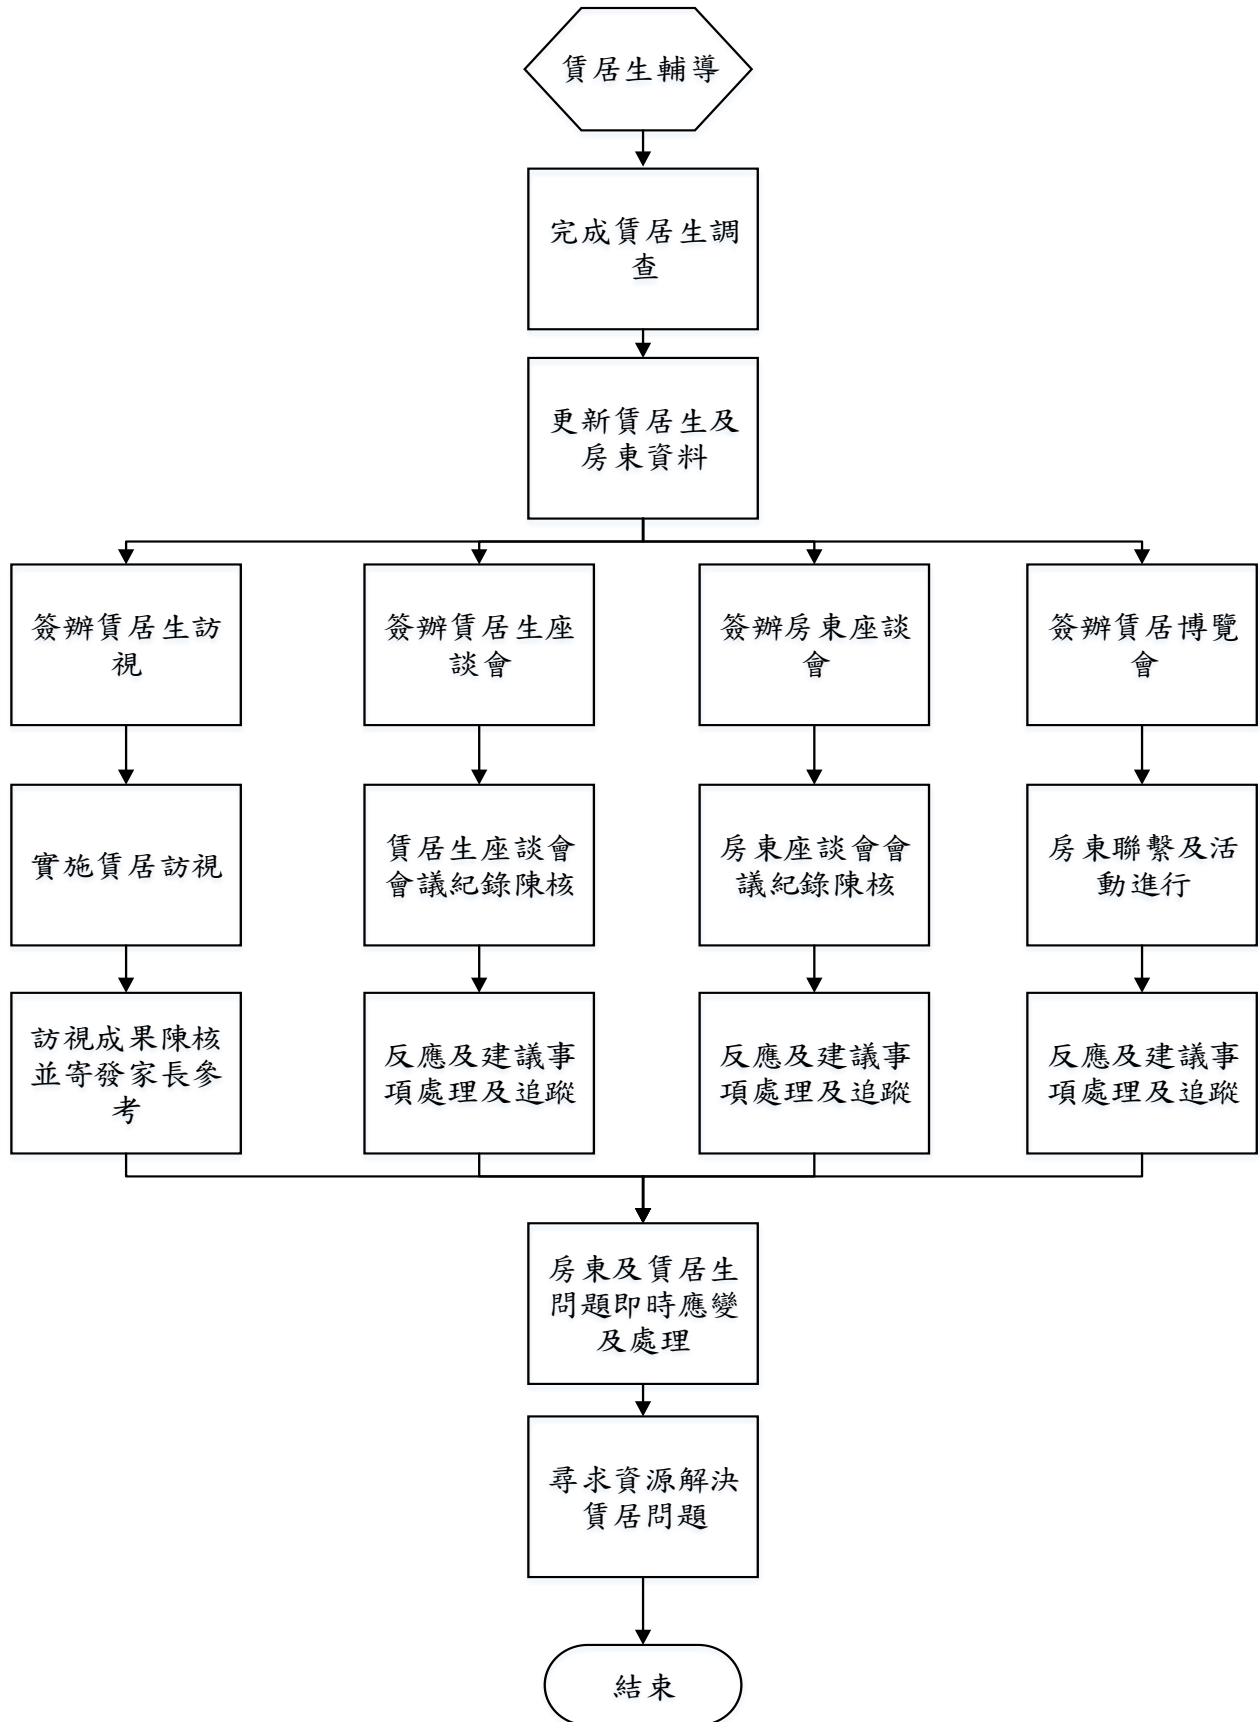 賃居生輔導
完成賃居生調
查
更新賃居生及
房東資料
簽辦賃居生訪
視
簽辦賃居生座
談會
簽辦房東座談
會
簽辦賃居博覽
會
實施賃居訪視
賃居生座談會
會議紀錄陳核
房東座談會會
議紀錄陳核
房東聯繫及活
動進行
訪視成果陳核
並寄發家長參
考
反應及建議事
項處理及追蹤
反應及建議事
項處理及追蹤
反應及建議事
項處理及追蹤
房東及賃居生
問題即時應變
及處理
尋求資源解決
賃居問題
結束